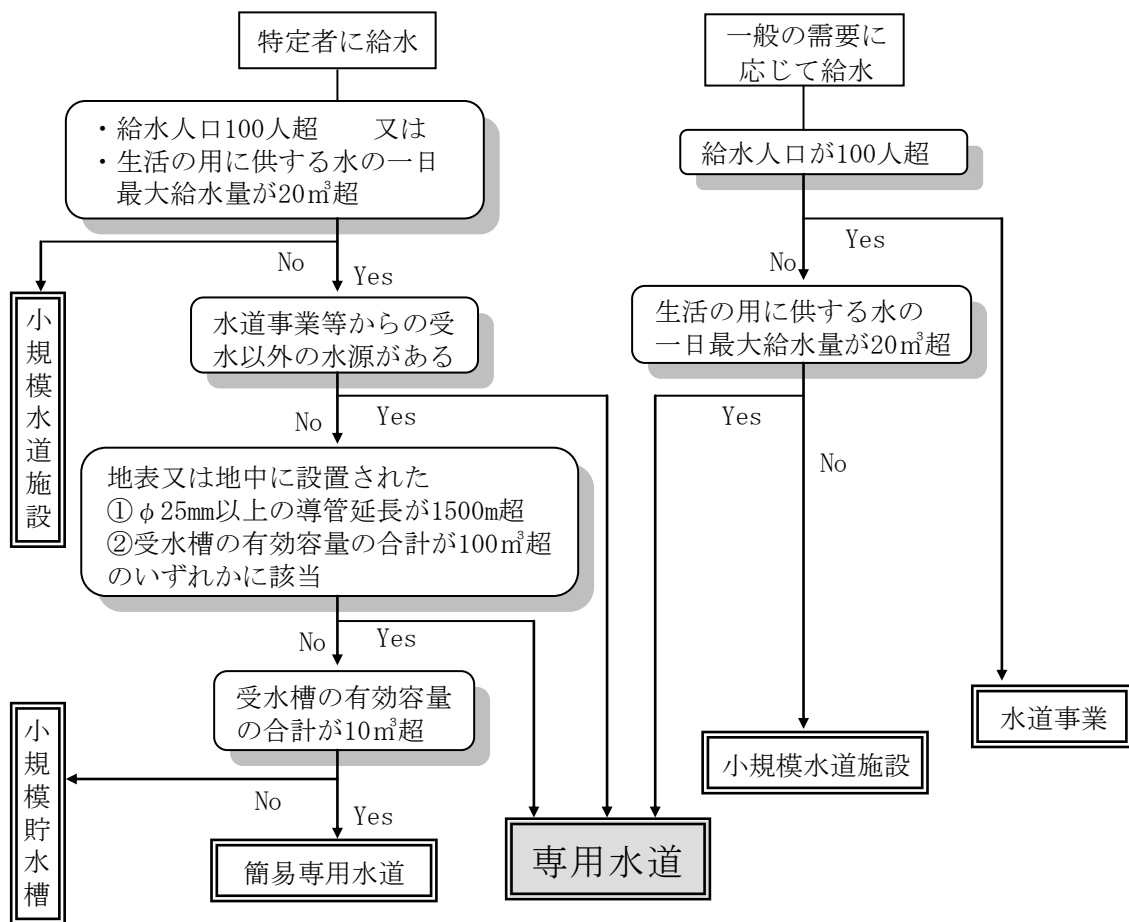 特定者に給水
・給水人口100人超　　又は
・生活の用に供する水の一日
最大給水量が20㎥超
No
Yes
小規模水道施設
水道事業等からの受
水以外の水源がある
No
Yes
地表又は地中に設置された
①φ25mm以上の導管延長が1500m超
②受水槽の有効容量の合計が100㎥超
のいずれかに該当
No
Yes
受水槽の有効容量
の合計が10㎥超
No
Yes
小規模貯水槽
簡易専用水道
専用水道
一般の需要に
応じて給水
給水人口が100人超
Yes
No
生活の用に供する水の
一日最大給水量が20㎥超
Yes
No
小規模水道施設
水道事業